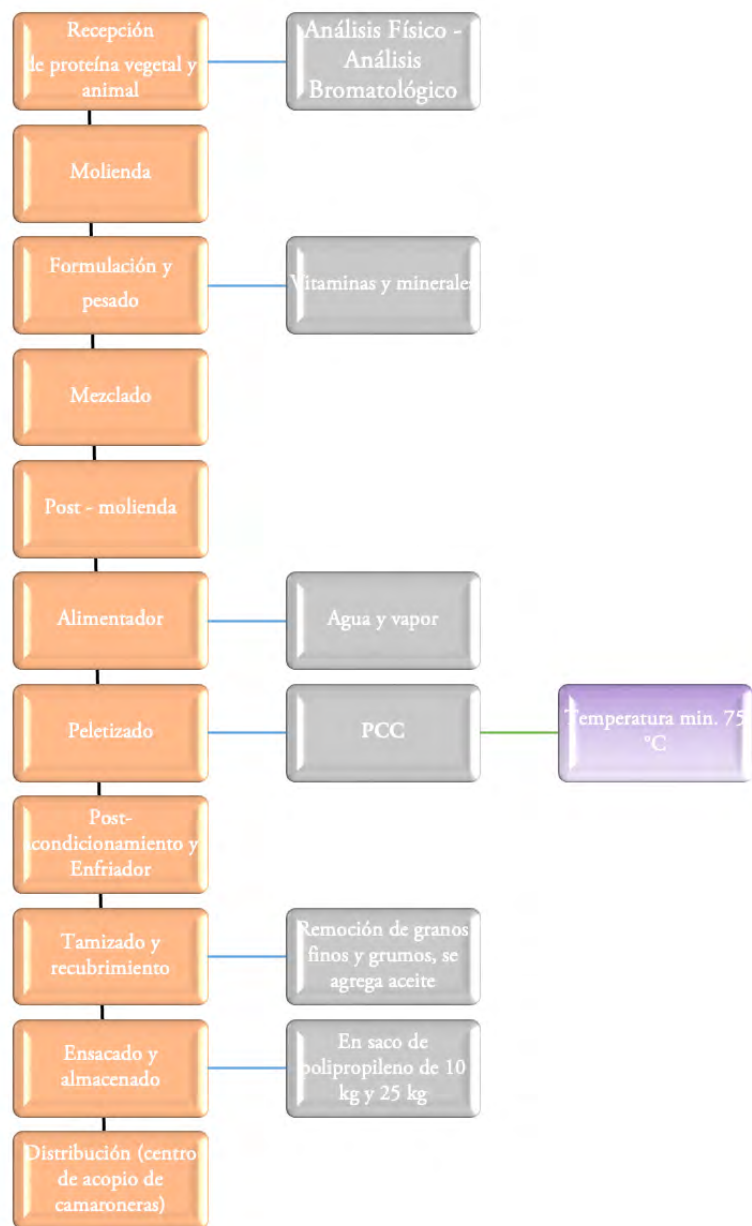 Recepción
de proteína vegetal y
animal
Análisis Físico -
Análisis
Bromatológico
Molienda
Formulación y
pesado
Vitaminas y minerales
Mezclado
Post - molienda
Alimentador
Agua y vapor
Peletizado
PCC
Temperatura min. 75
°C
Post-
acondicionamiento y
Enfriador
Tamizado y
recubrimiento
Remoción de granos
finos y grumos, se
agrega aceite
Ensacado y
almacenado
En saco de
polipropileno de 10
kg y 25 kg
Distribución (centro
de acopio de
camaroneras)